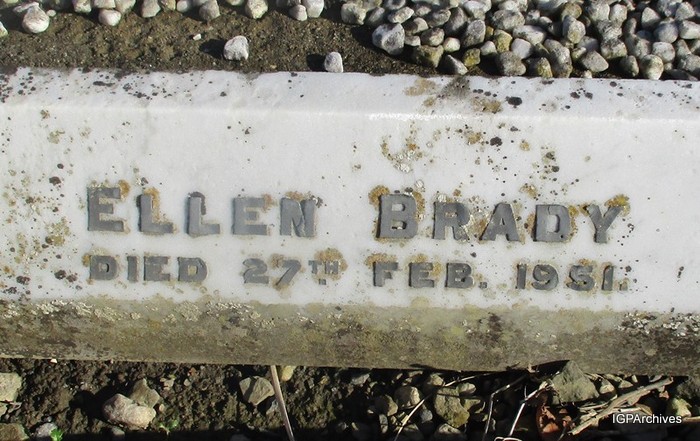 ELLEN BRADY
DIED 27TH FEB. 1951.
IGPArchives